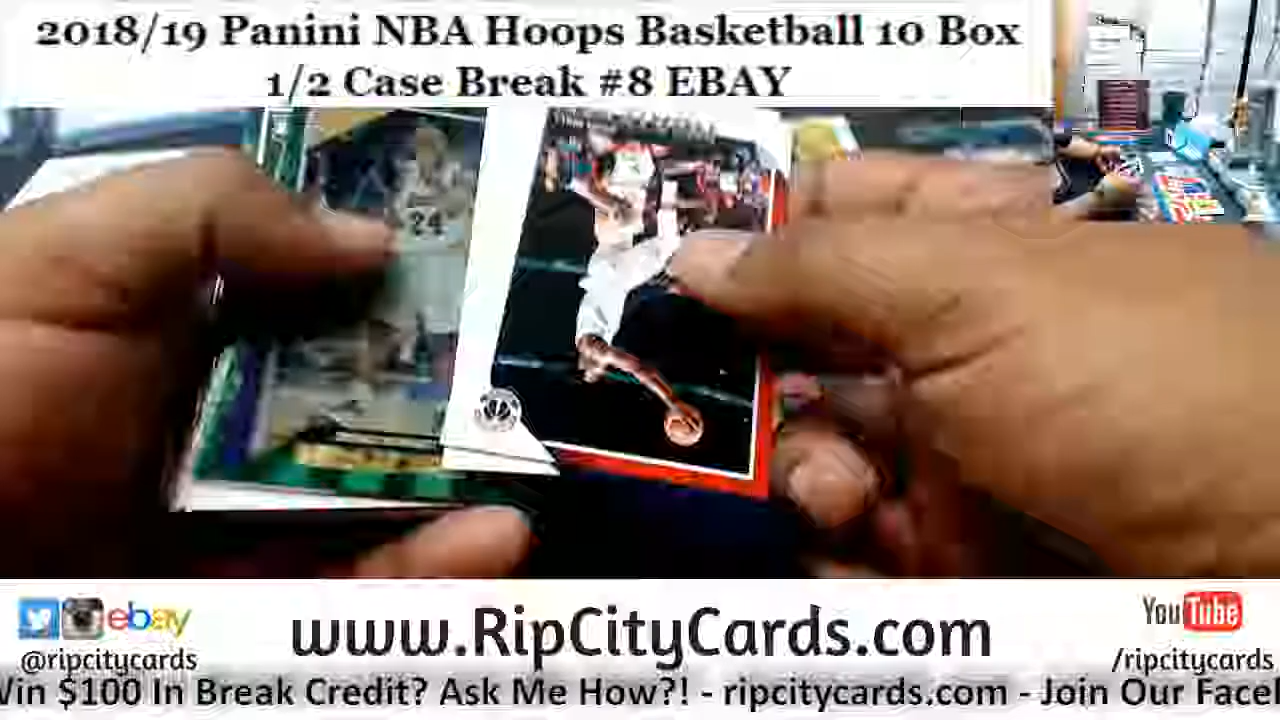 2018/19 Panini NBA Hoops Basketball 10 Box
1/2 Case Break #8 EBAY
24
ebay
www.RipCityCards.com
YouTube
@ripcitycards
/ripcitycards
Win $100 In Break Credit? Ask Me How?! - ripcitycards.com - Join Our